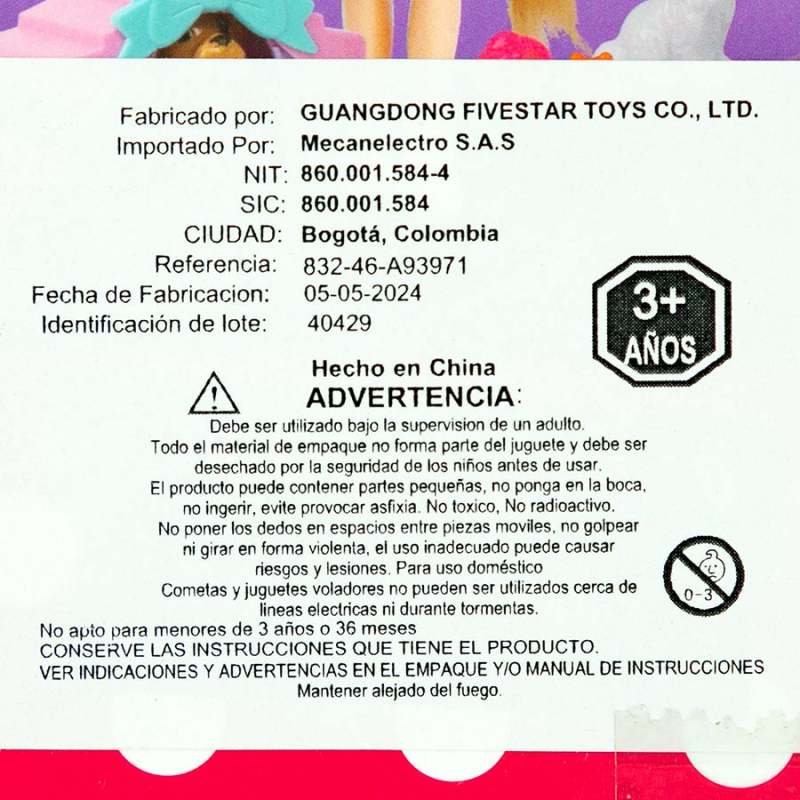 Fabricado por: GUANGDONG FIVESTAR TOYS CO., LTD.
Importado Por: Mecanelectro S.A.S
NIT: 860.001.584-4
SIC: 860.001.584
CIUDAD: Bogotá, Colombia
Referencia: 832-46-A93971
Fecha de Fabricacion: 05-05-2024
Identificación de lote: 40429
3+
AÑOS
Hecho en China
ADVERTENCIA:
Debe ser utilizado bajo la supervision de un adulto.
Todo el material de empaque no forma parte del juguete y debe ser
desechado por la seguridad de los niños antes de usar.
El producto puede contener partes pequeñas, no ponga en la boca,
no ingerir, evite provocar asfixia. No toxico, No radioactivo.
No poner los dedos en espacios entre piezas moviles, no golpear
ni girar en forma violenta, el uso inadecuado puede causar
riesgos y lesiones. Para uso doméstico
Cometas y juguetes voladores no pueden ser utilizados cerca de
lineas electricas ni durante tormentas.
0-3
No apto para menores de 3 años o 36 meses
CONSERVE LAS INSTRUCCIONES QUE TIENE EL PRODUCTO.
VER INDICACIONES Y ADVERTENCIAS EN EL EMPAQUE Y/O MANUAL DE INSTRUCCIONES
Mantener alejado del fuego.